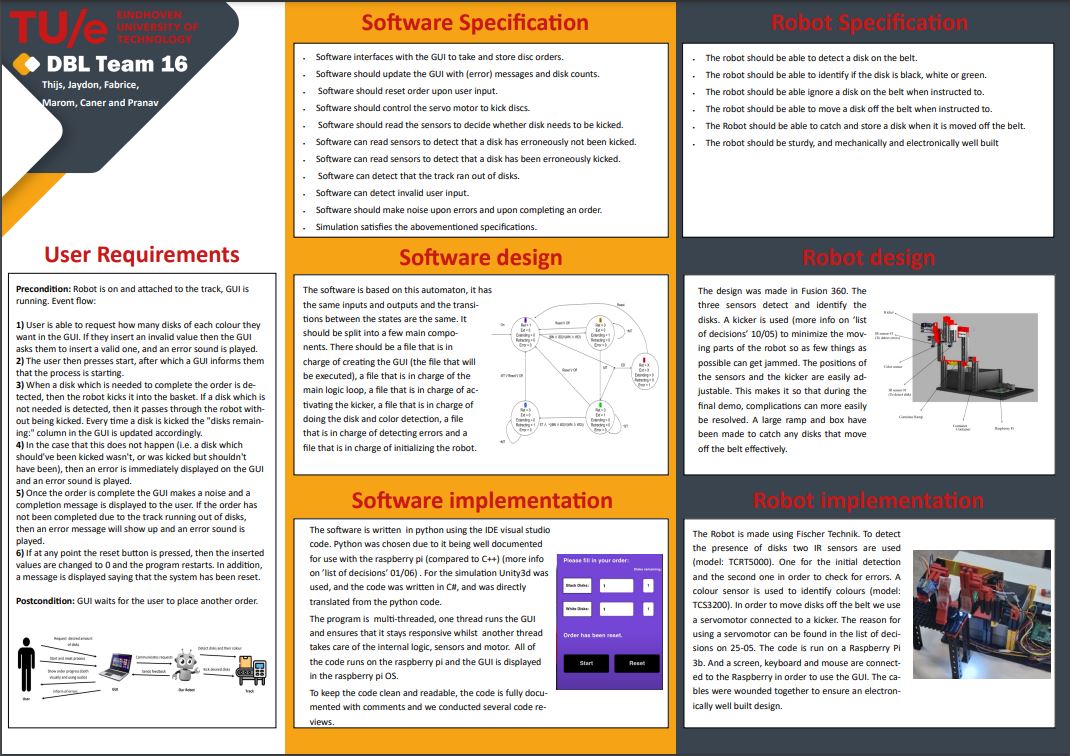 TU/e EINDHOVEN
UNIVERSITY OF
TECHNOLOGY
DBL Team 16
Thijs, Jaydon, Fabrice,
Marom, Caner and Pranav
User Requirements
Precondition: Robot is on and attached to the track, GUI is
running. Event flow:
1) User is able to request how many disks of each colour they
want in the GUI. If they insert an invalid value then the GUI
asks them to insert a valid one, and an error sound is played.
2) The user then presses start, after which a GUI informs them
that the process is starting.
3) When a disk which is needed to complete the order is de-
tected, then the robot kicks it into the basket. If a disk which is
not needed is detected, then it passes through the robot with-
out being kicked. Every time a disk is kicked the "disks remain-
ing:" column in the GUI is updated accordingly.
4) In the case that this does not happen (i.e. a disk which
should've been kicked wasn't, or was kicked but shouldn't
have been), then an error is immediately displayed on the GUI
and an error sound is played.
5) Once the order is complete the GUI makes a noise and a
completion message is displayed to the user. If the order has
not been completed due to the track running out of disks,
then an error message will show up and an error sound is
played.
6) If at any point the reset button is pressed, then the inserted
values are changed to 0 and the program restarts. In addition,
a message is displayed saying that the system has been reset.
Postcondition: GUI waits for the user to place another order.
Request desired amount
of disks
Start and reset process
Show order progress (both
visually and using audio)
Inform of errors
User
GUI
Communicates requests
Sends feedback
Our Robot
Detect disks and their colour
Kick desired disks
Track
Software Specification
• Software interfaces with the GUI to take and store disc orders.
• Software should update the GUI with (error) messages and disk counts.
• Software should reset order upon user input.
• Software should control the servo motor to kick discs.
• Software should read the sensors to decide whether disk needs to be kicked.
• Software can read sensors to detect that a disk has erroneously not been kicked.
• Software can read sensors to detect that a disk has been erroneously kicked.
• Software can detect that the track ran out of disks.
• Software can detect invalid user input.
• Software should make noise upon errors and upon completing an order.
• Simulation satisfies the abovementioned specifications.
Software design
The software is based on this automaton, it has
the same inputs and outputs and the transi-
tions between the states are the same. It
should be split into a few main compo-
nents. There should be a file that is in
charge of creating the GUI (the file that will
be executed), a file that is in charge of the
main logic loop, a file that is in charge of ac-
tivating the kicker, a file that is in charge of
doing the disk and color detection, a file
that is in charge of detecting errors and a
file that is in charge of initializing the robot.
Software implementation
The software is written in python using the IDE visual studio
code. Python was chosen due to it being well documented
for use with the raspberry pi (compared to C++) (more info
on 'list of decisions' 01/06) . For the simulation Unity3d was
used, and the code was written in C#, and was directly
translated from the python code.
The program is multi-threaded, one thread runs the GUI
and ensures that it stays responsive whilst another thread
takes care of the internal logic, sensors and motor. All of
the code runs on the raspberry pi and the GUI is displayed
in the raspberry pi OS.
To keep the code clean and readable, the code is fully docu-
mented with comments and we conducted several code re-
views.
Please fill in your order:
Disks remaining:
Black Disks: 1 1
White Disks: 1 1
Order has been reset.
Start Reset
Robot Specification
• The robot should be able to detect a disk on the belt.
• The robot should be able to identify if the disk is black, white or green.
• The robot should be able ignore a disk on the belt when instructed to.
• The robot should be able to move a disk off the belt when instructed to.
• The Robot should be able to catch and store a disk when it is moved off the belt.
• The robot should be sturdy, and mechanically and electronically well built
Robot design
The design was made in Fusion 360. The
three sensors detect and identify the
disks. A kicker is used (more info on 'list
of decisions' 10/05) to minimize the mov-
ing parts of the robot so as few things as
possible can get jammed. The positions of
the sensors and the kicker are easily ad-
justable. This makes it so that during the
final demo, complications can more easily
be resolved. A large ramp and box have
been made to catch any disks that move
off the belt effectively.
Kicker
Color sensor
Container Ramp
Container
Raspberry Pi
Robot implementation
The Robot is made using Fischer Technik. To detect
the presence of disks two IR sensors are used
(model: TCRT5000). One for the initial detection
and the second one in order to check for errors. A
colour sensor is used to identify colours (model:
TCS3200). In order to move disks off the belt we use
a servomotor connected to a kicker. The reason for
using a servomotor can be found in the list of deci-
sions on 25-05. The code is run on a Raspberry Pi
3b. And a screen, keyboard and mouse are connect-
ed to the Raspberry in order to use the GUI. The ca-
bles were wounded together to ensure an electron-
ically well built design.